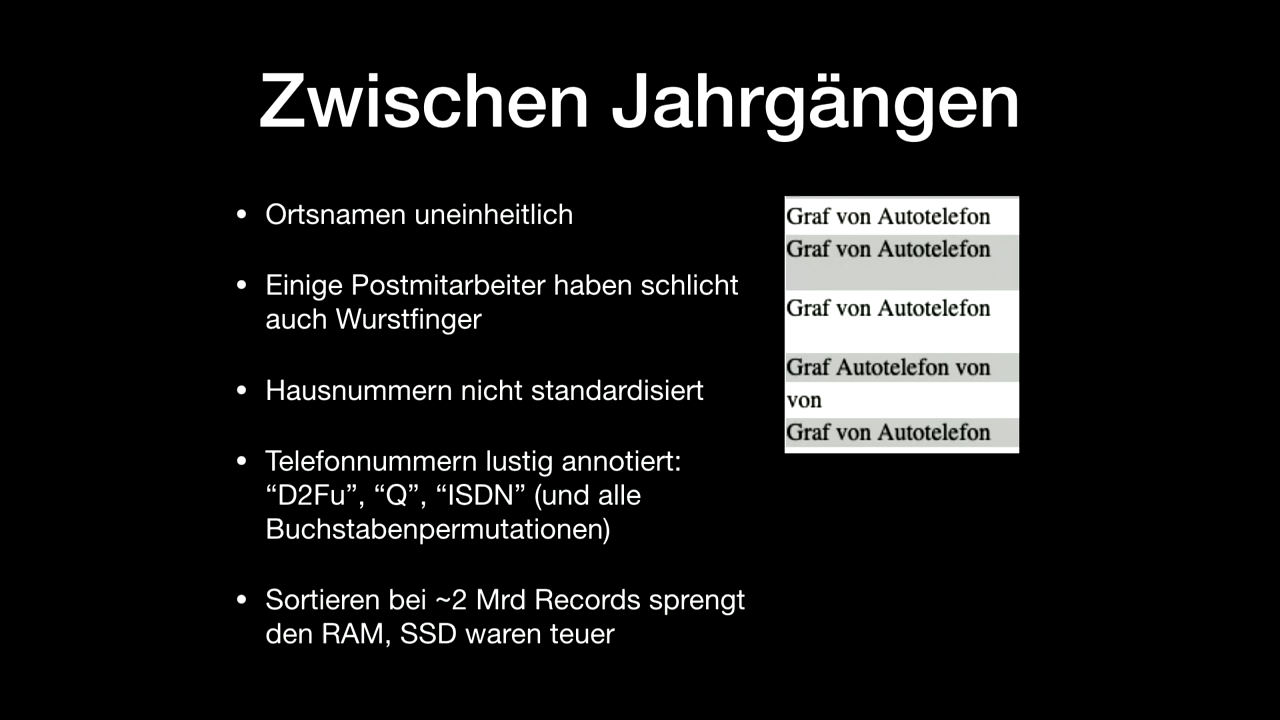 Zwischen Jahrgängen
• Ortsnamen uneinheitlich
• Einige Postmitarbeiter haben schlicht
auch Wurstfinger
• Hausnummern nicht standardisiert
• Telefonnummern lustig annotiert:
“D2Fu”, “Q”, “ISDN” (und alle
Buchstabenpermutationen)
• Sortieren bei ~2 Mrd Records sprengt
den RAM, SSD waren teuer
Graf von Autotelefon
Graf von Autotelefon
Graf von Autotelefon
Graf Autotelefon von
von
Graf von Autotelefon